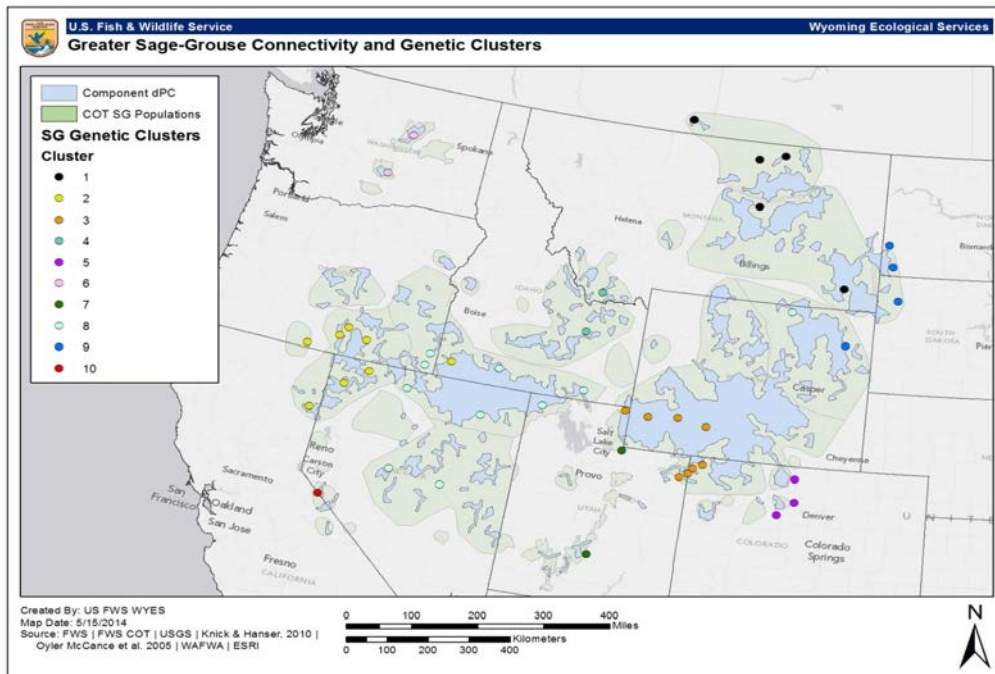 U.S. Fish & Wildlife Service
Wyoming Ecological Services
Greater Sage-Grouse Connectivity and Genetic Clusters
Component dPC
COT SG Populations
SG Genetic Clusters
Cluster
1
2
3
4
5
6
7
8
9
10
Olympia
WASHINGTON
Spokane
Portland
Salem
Helena
MONTANA
Billings
Bismarck
IDAHO
Boise
SOUTH
DAKOTA
Casper
Reno
Carson
City
Salt
Lake
City
Cheyenne
Sacramento
San
Francisco
Oakland
San Jose
Provo
UTAH
Denver
COLORADO
Colorado
Springs
UNITE
Fresno
CALIFORNIA
Created By: US FWS WYES
Map Date: 5/15/2014
Source: FWS | FWS COT | USGS | Knick & Hanser, 2010 |
Oyler McCance et al. 2005 | WAFWA | ESRI
0 100 200 300 400
Miles
Kilometers
0 100 200 300 400
N